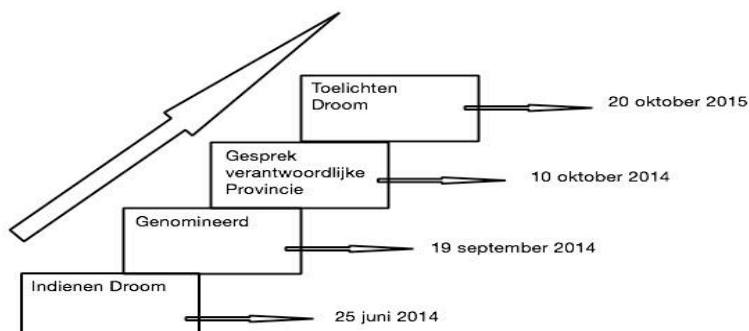 Toelichten
Droom
20 oktober 2015
Gesprek
verantwoordlijke
Provincie
10 oktober 2014
Genomineerd
19 september 2014
Indienen Droom
25 juni 2014